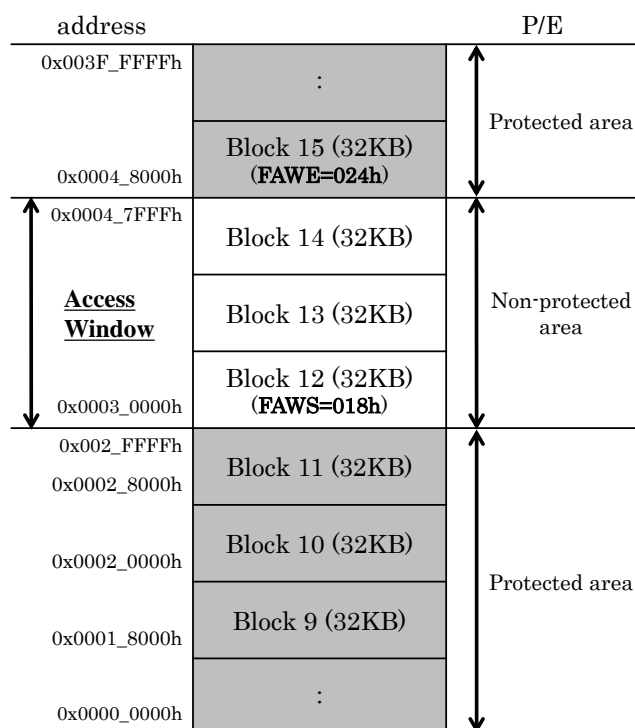 address P/E
0x003F_FFFFh
:
Protected area
Block 15 (32KB)
(FAWE=024h)
0x0004_8000h
0x0004_7FFFh
Block 14 (32KB)
Access
Window
Block 13 (32KB)
Non-protected
area
Block 12 (32KB)
(FAWS=018h)
0x0003_0000h
0x002_FFFFh
Block 11 (32KB)
0x0002_8000h
Block 10 (32KB)
0x0002_0000h
Protected area
Block 9 (32KB)
0x0001_8000h
:
0x0000_0000h